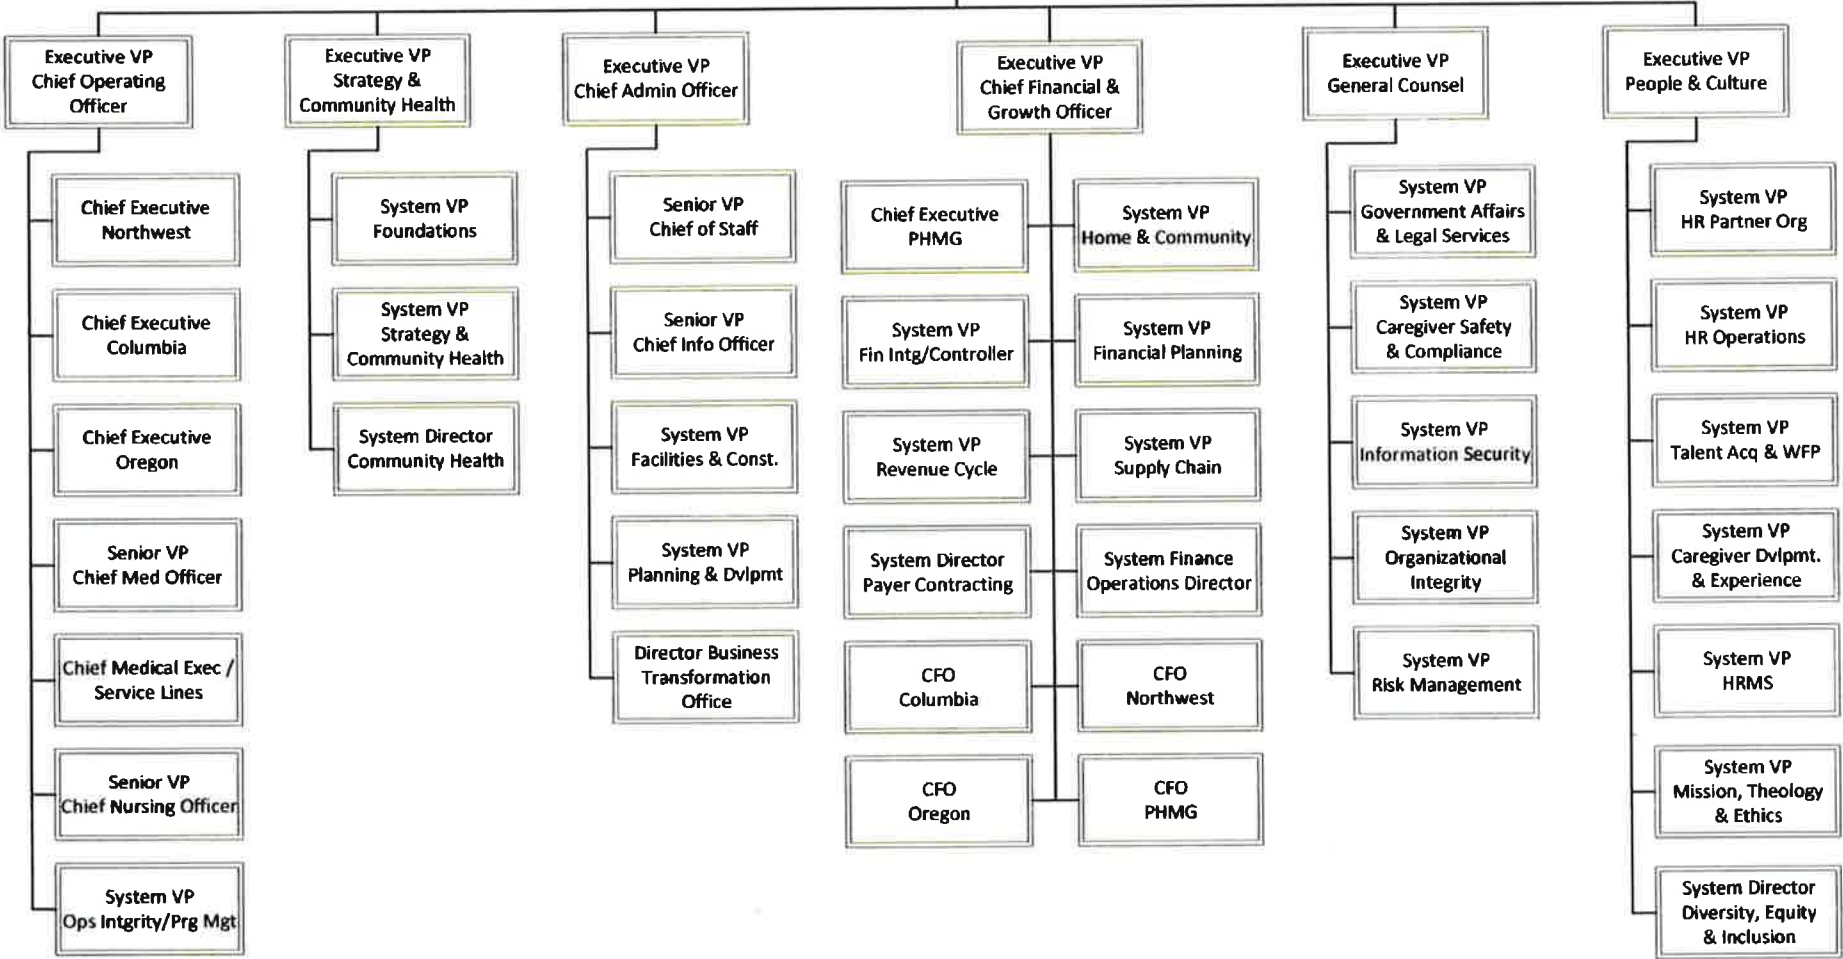 Executive VP
Chief Operating
Officer
Executive VP
Strategy &
Community Health
Executive VP
Chief Admin Officer
Executive VP
Chief Financial &
Growth Officer
Executive VP
General Counsel
Executive VP
People & Culture
Chief Executive
Northwest
Chief Executive
Columbia
Chief Executive
Oregon
Senior VP
Chief Med Officer
Chief Medical Exec /
Service Lines
Senior VP
Chief Nursing Officer
System VP
Ops Intgrity/Prg Mgt
System VP
Foundations
System VP
Strategy &
Community Health
System Director
Community Health
Senior VP
Chief of Staff
Senior VP
Chief Info Officer
System VP
Facilities & Const.
System VP
Planning & Dvlpmt
Director Business
Transformation
Office
Chief Executive
PHMG
System VP
Home & Community
System VP
Fin Intg/Controller
System VP
Financial Planning
System VP
Revenue Cycle
System VP
Supply Chain
System Director
Payer Contracting
System Finance
Operations Director
CFO
Columbia
CFO
Northwest
CFO
Oregon
CFO
PHMG
System VP
Government Affairs
& Legal Services
System VP
Caregiver Safety
& Compliance
System VP
Information Security
System VP
Organizational
Integrity
System VP
Risk Management
System VP
HR Partner Org
System VP
HR Operations
System VP
Talent Acq & WFP
System VP
Caregiver Dvlpmt.
& Experience
System VP
HRMS
System VP
Mission, Theology
& Ethics
System Director
Diversity, Equity
& Inclusion